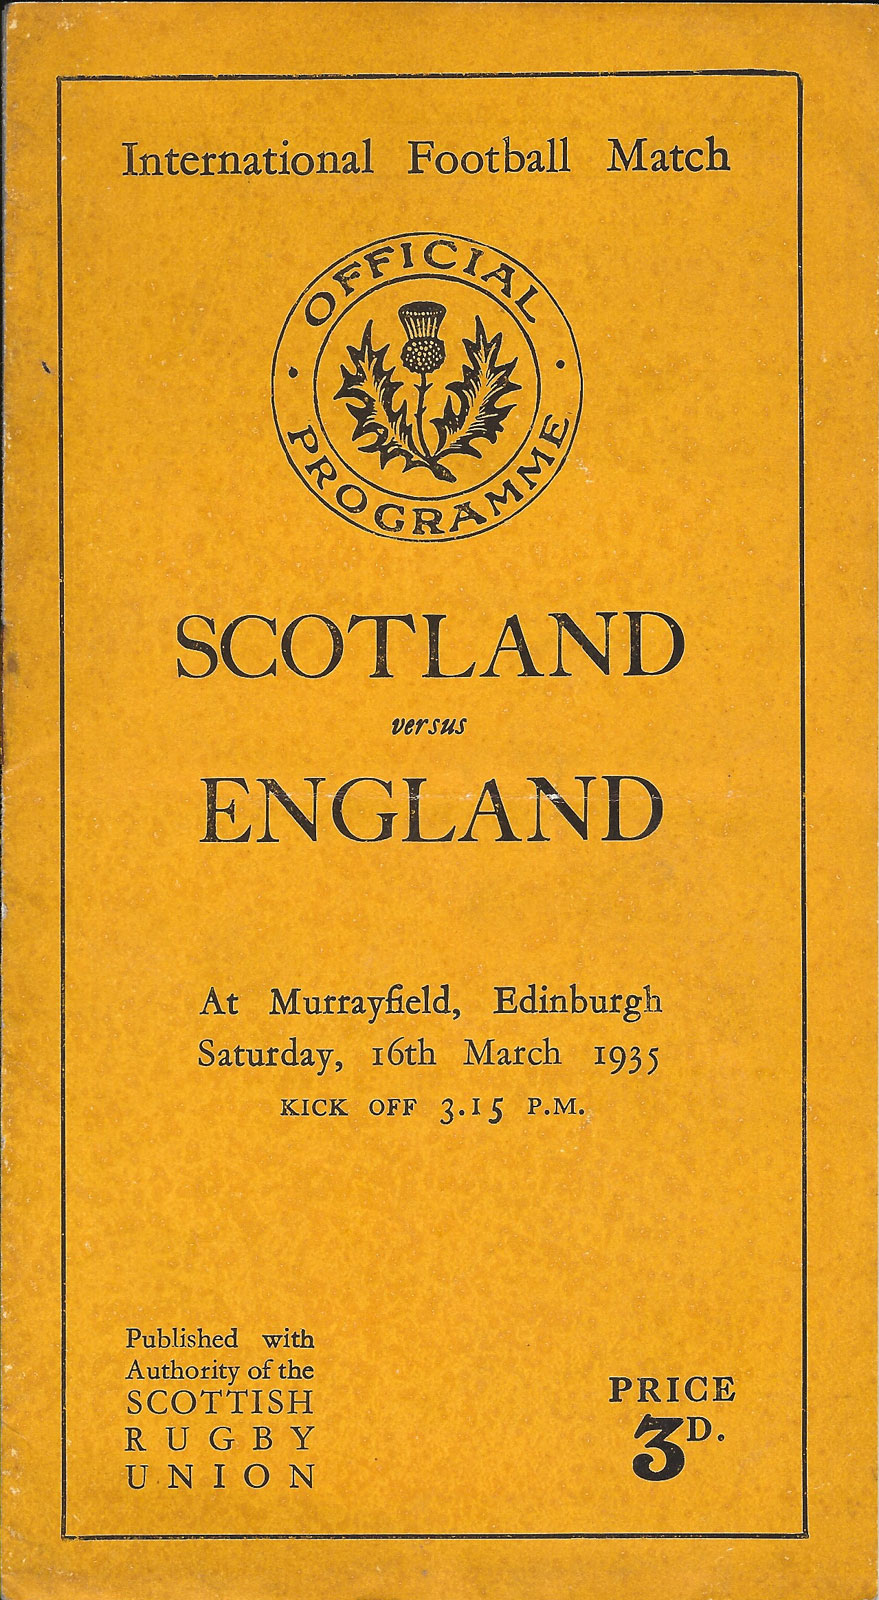 International Football Match
OFFICIAL
PROGRAMME
SCOTLAND
versus
ENGLAND
At Murrayfield, Edinburgh
Saturday, 16th March 1935
KICK OFF 3.15 P.M.
Published with
Authority of the
SCOTTISH
RUGBY
UNION
PRICE
3D.